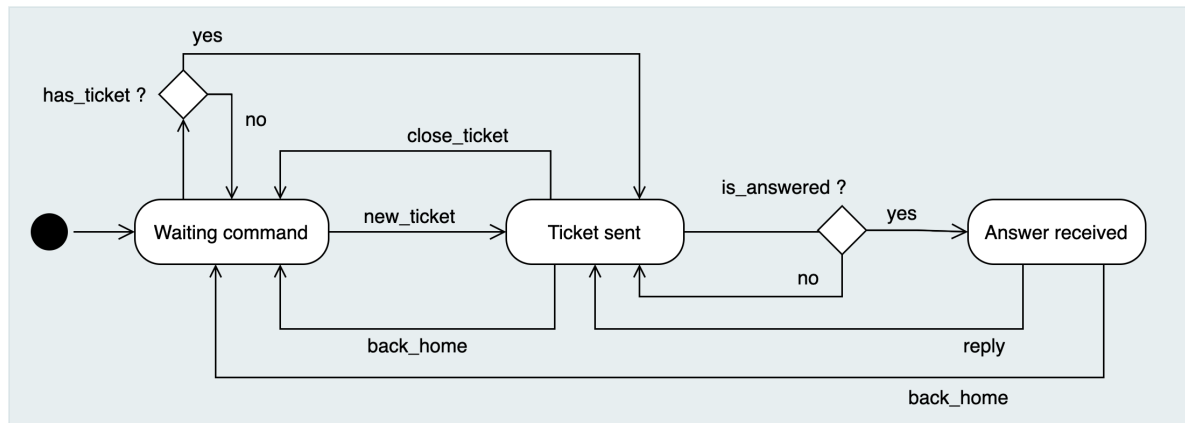 yes
has_ticket ?
no
close_ticket
is_answered ?
new_ticket
yes
Waiting command
Ticket sent
Answer received
no
back_home
reply
back_home